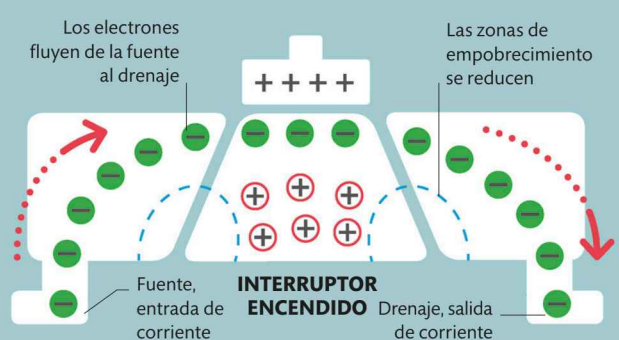 Los electrones
fluyen de la fuente
al drenaje
Las zonas de
empobrecimiento
se reducen
++++
Fuente,
entrada de
corriente
INTERRUPTOR
ENCENDIDO
Drenaje, salida
de corriente